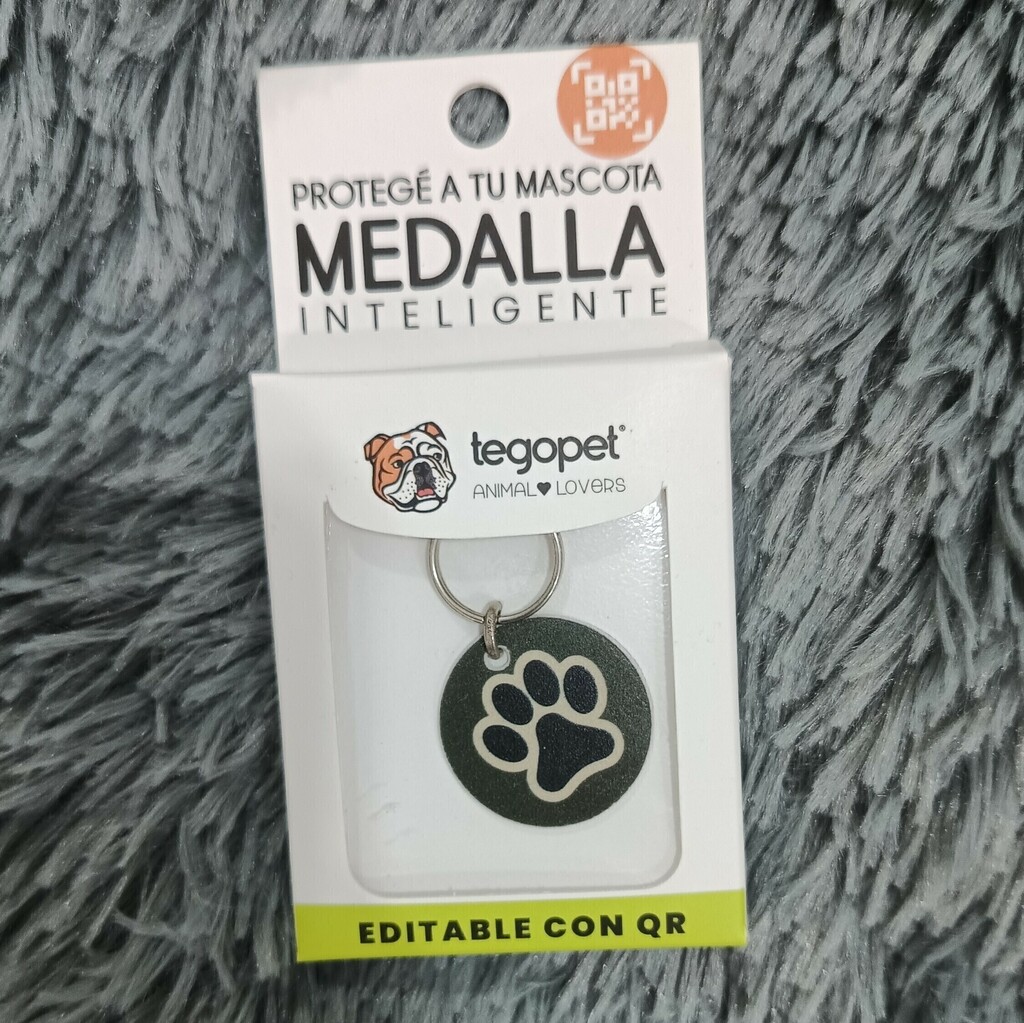 PROTEGÉ A TU MASCOTA
MEDALLA
INTELIGENTE
tegopet®
ANIMAL♥ LOVERS
EDITABLE CON QR